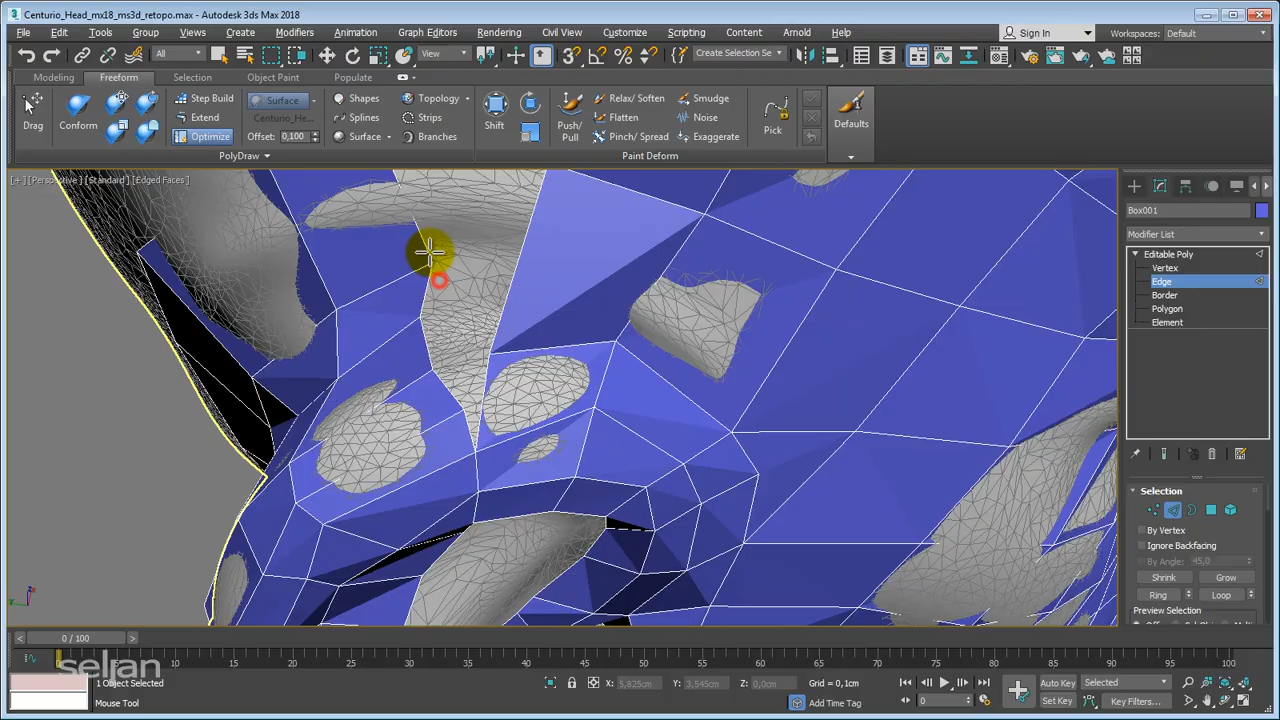 Centurio_Head_mx18_ms3d_retopo.max - Autodesk 3ds Max 2018
File Edit Tools Group Views Create Modifiers Animation Graph Editors Rendering Civil View Customize Scripting Content Arnold Help Sign In Workspaces: Default
All View Create Selection Se
Modeling Freeform Selection Object Paint Populate
Step Build Surface Shapes Topology Relax/ Soften Smudge
Drag Conform Extend Centurio_He... Splines Strips Shift Push/ Pull Flatten Noise Pick Defaults
Optimize Offset: 0,100 Surface Branches Pinch/ Spread Exaggerate
PolyDraw Paint Deform
[+] [Perspective] [Standard] [Edged Faces]
Box001
Modifier List
Editable Poly
Vertex
Edge
Border
Polygon
Element
Selection
By Vertex
Ignore Backfacing
By Angle: 45,0
Shrink Grow
Ring Loop
Preview Selection
0 / 100
0 5 10 15 20 25 30 35 40 45 50 55 60 65 70 75 80 85 90 95 100
selian
1 Object Selected X: 5,825cm Y: 3,545cm Z: 0,0cm Grid = 0,1cm Auto Key Selected
Mouse Tool Add Time Tag 0 Set Key Key Filters...